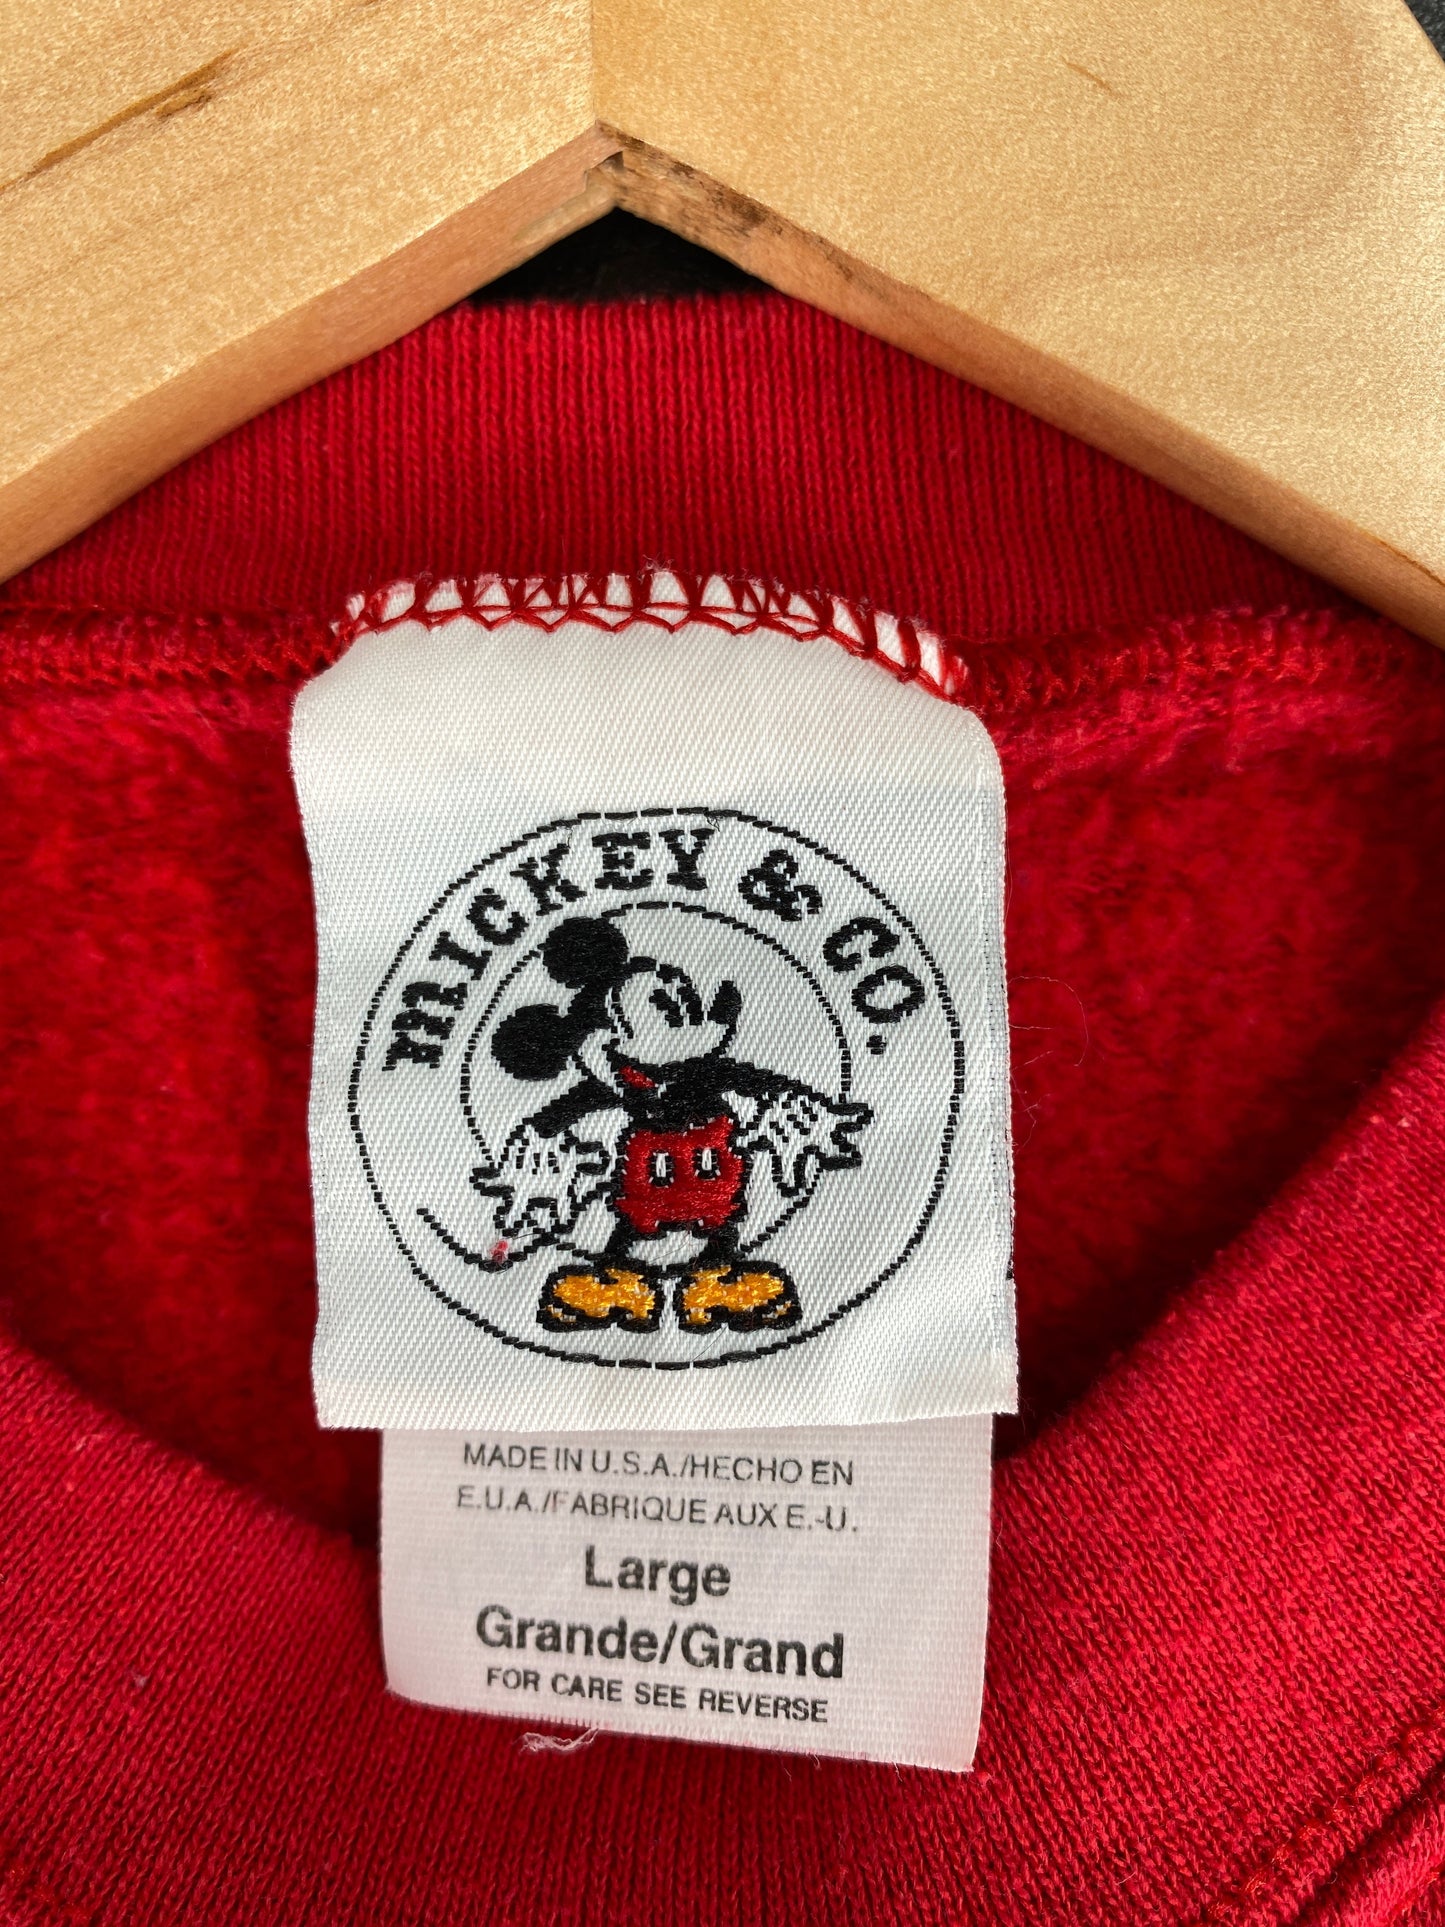 MICKEY & CO.
MADE IN U.S.A./HECHO EN
E.U.A./FABRIQUE AUX E.-U.
Large
Grande/Grand
FOR CARE SEE REVERSE